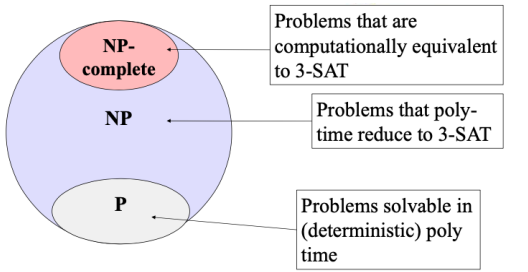 NP-
complete
NP
P
Problems that are
computationally equivalent
to 3-SAT
Problems that poly-
time reduce to 3-SAT
Problems solvable in
(deterministic) poly
time